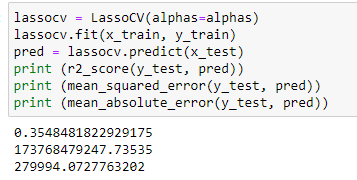 lassocv = LassoCV(alphas=alphas)
lassocv.fit(x_train, y_train)
pred = lassocv.predict(x_test)
print (r2_score(y_test, pred))
print (mean_squared_error(y_test, pred))
print (mean_absolute_error(y_test, pred))
0.3548481822929175
173768479247.73535
279994.0727763202